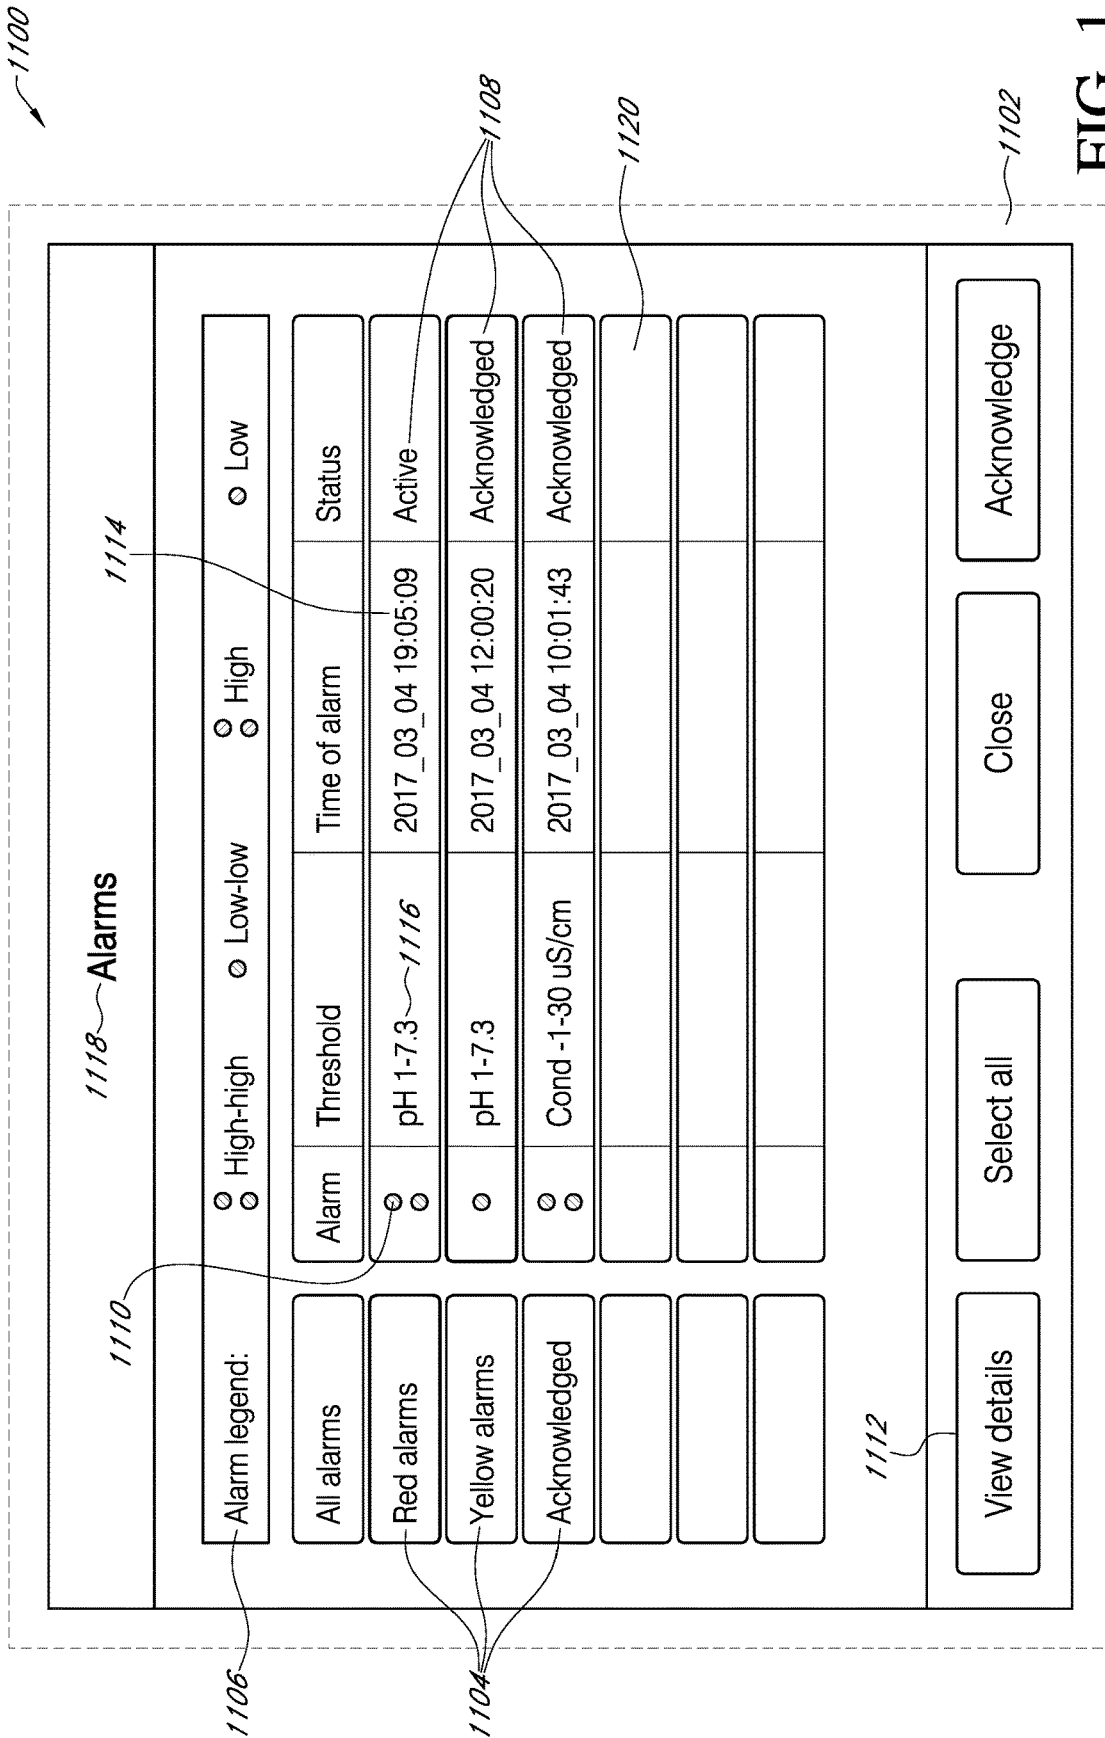 1100
1118 Alarms
1114
1110
1106
Alarm legend:
High-high
Low-low
High
Low
All alarms
Alarm
Threshold
Time of alarm
Status
1108
Red alarms
pH 1-7.3
1116
2017_03_04 19:05:09
Active
Yellow alarms
pH 1-7.3
2017_03_04 12:00:20
Acknowledged
1104
Acknowledged
Cond -1-30 uS/cm
2017_03_04 10:01:43
Acknowledged
1120
1112
View details
Select all
Close
Acknowledge
1102